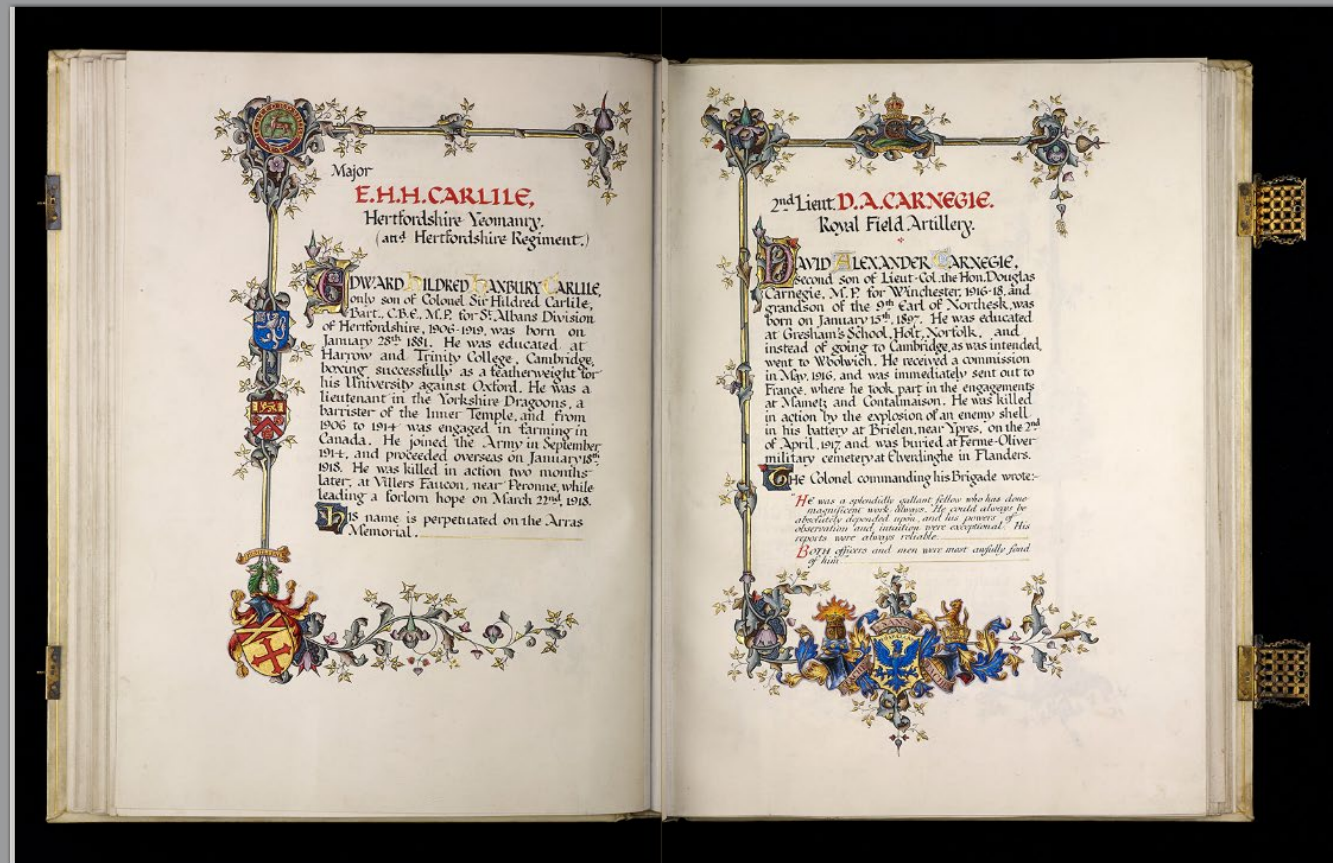 Major
E.H.H. CARLILE,
Hertfordshire Yeomanry.
(and Hertfordshire Regiment.)
EDWARD HILDRED HANBURY CARLILE,
only son of Colonel Sir Hildred Carlile,
Bart., C.B.E., M.P. for St. Albans Division
of Hertfordshire, 1906-1919, was born on
January 28th 1881. He was educated at
Harrow and Trinity College, Cambridge,
boxing successfully as a featherweight for
his University against Oxford. He was a
lieutenant in the Yorkshire Dragoons, a
barrister of the Inner Temple, and from
1906 to 1914 was engaged in farming in
Canada. He joined the Army in September
1914, and proceeded overseas on January 18th
1918. He was killed in action two months
later, at Villers Faucon, near Peronne, while
leading a forlorn hope on March 22nd, 1918.
His name is perpetuated on the Arras
Memorial.
2nd Lieut. D.A. CARNEGIE.
Royal Field Artillery.
DAVID ALEXANDER CARNEGIE,
second son of Lieut-Col. the Hon. Douglas
Carnegie, M.P. for Winchester, 1916-18, and
grandson of the 9th Earl of Northesk, was
born on January 15th, 1897. He was educated
at Gresham's School, Holt, Norfolk, and
instead of going to Cambridge, as was intended,
went to Woolwich. He received a commission
in May, 1916, and was immediately sent out to
France, where he took part in the engagements
at Mametz and Contalmaison. He was killed
in action by the explosion of an enemy shell
in his battery at Brielen, near Ypres, on the 2nd
of April, 1917, and was buried at Ferme-Olivier
military cemetery at Elverdinghe in Flanders.
The Colonel commanding his Brigade wrote:-
"He was a splendidly gallant fellow who has done
magnificent work always. He could always be
absolutely depended upon, and his powers of
observation and intuition were exceptional. His
reports were always reliable.
BOTH officers and men were most awfully fond
of him.